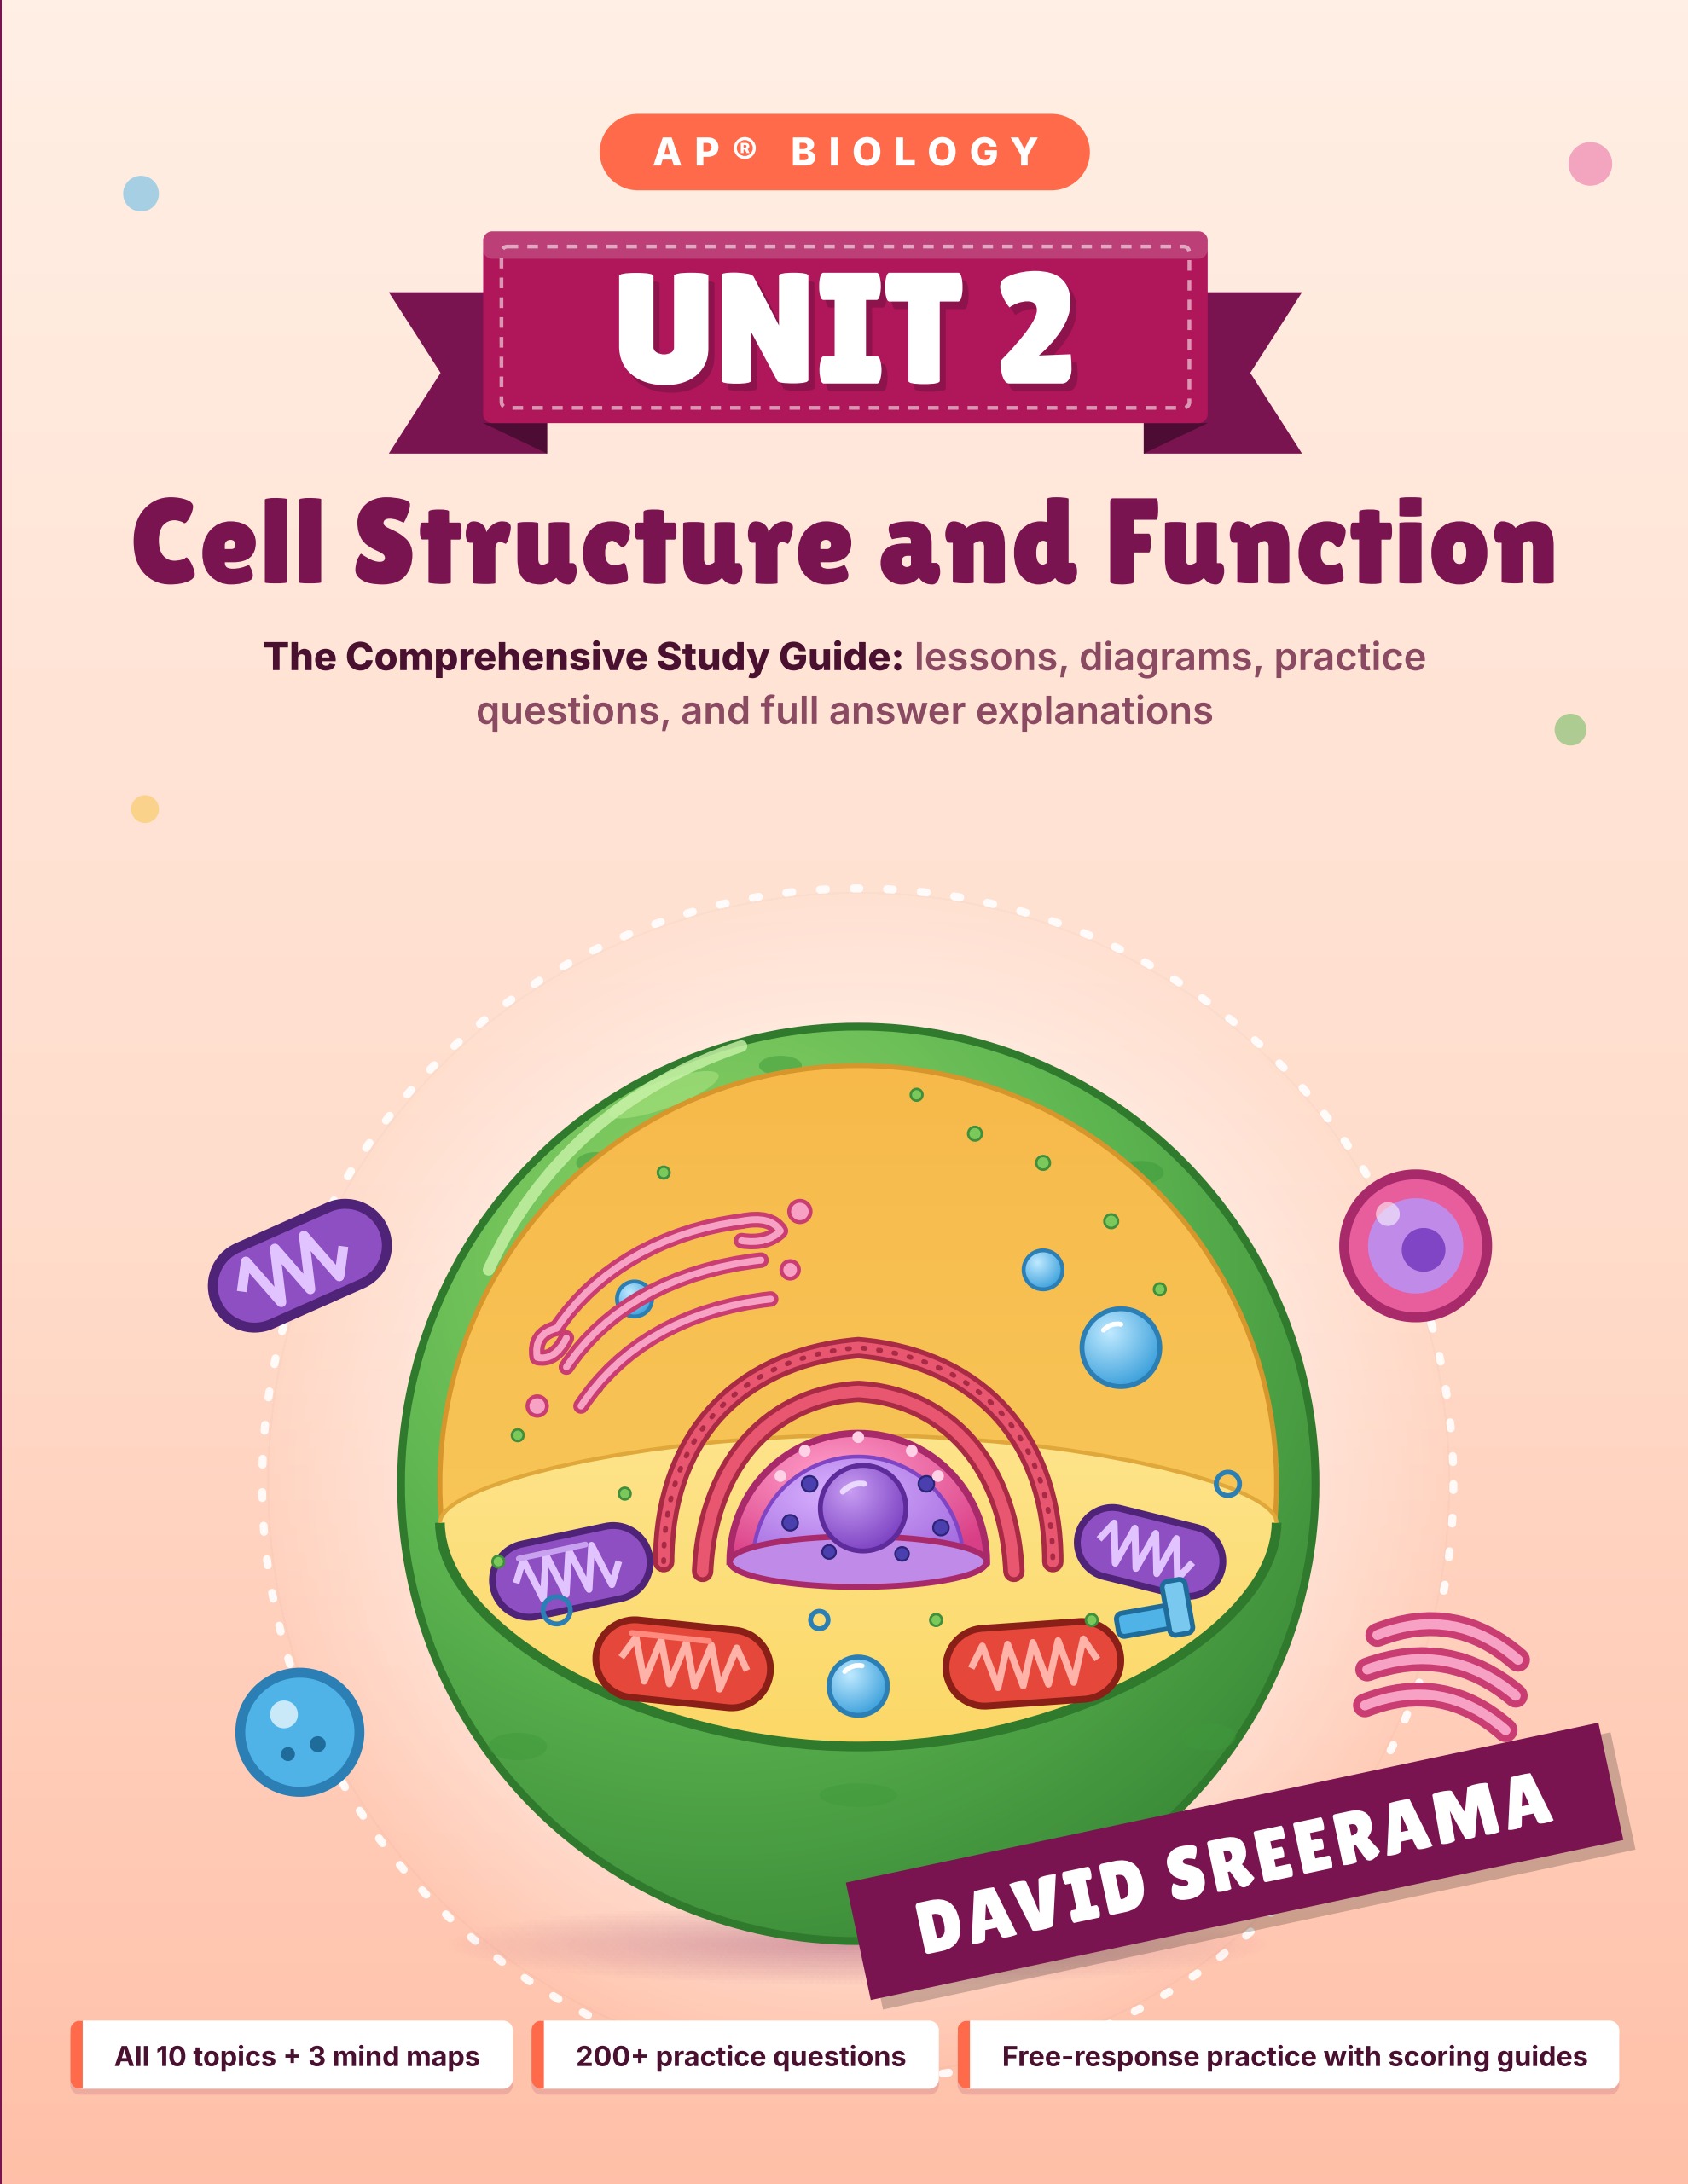 AP® BIOLOGY
UNIT 2
Cell Structure and Function
The Comprehensive Study Guide: lessons, diagrams, practice
questions, and full answer explanations
DAVID SREERAMA
All 10 topics + 3 mind maps
200+ practice questions
Free-response practice with scoring guides